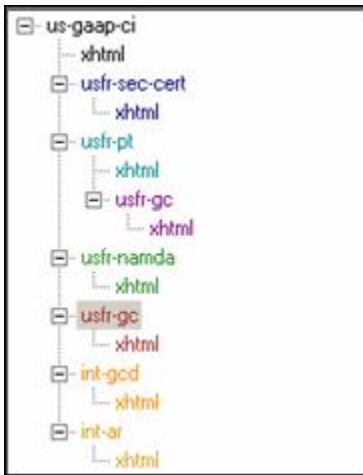 us-gaap-ci
xhtml
usfr-sec-cert
xhtml
usfr-pt
xhtml
usfr-gc
xhtml
usfr-namda
xhtml
usfr-gc
xhtml
int-gcd
xhtml
int-ar
xhtml